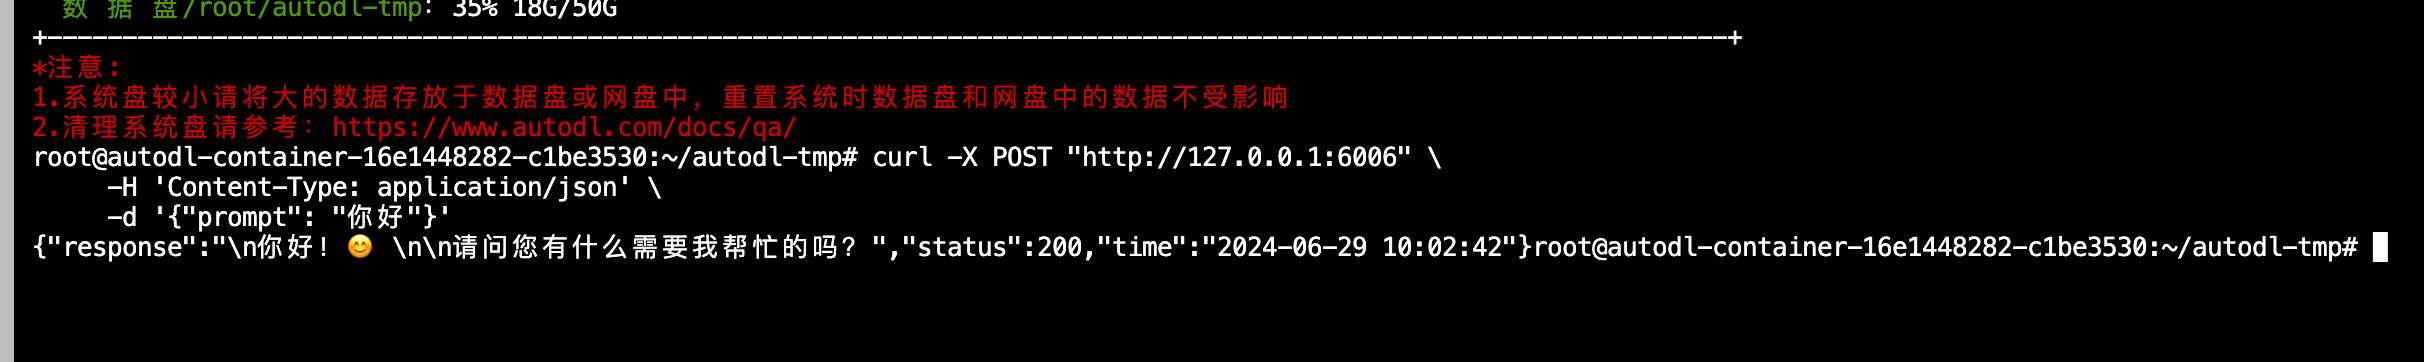 数 据 盘/root/autodl-tmp: 35% 18G/50G
+----------------------------------------------------------------------------------------------------------------+
*注意:
1.系统盘较小请将大的数据存放于数据盘或网盘中，重置系统时数据盘和网盘中的数据不受影响
2.清理系统盘请参考：https://www.autodl.com/docs/qa/
root@autodl-container-16e1448282-c1be3530:~/autodl-tmp# curl -X POST "http://127.0.0.1:6006" \
     -H 'Content-Type: application/json' \
     -d '{"prompt": "你好"}'
{"response":"\n你好！😊 \n\n请问您有什么需要我帮忙的吗？","status":200,"time":"2024-06-29 10:02:42"}root@autodl-container-16e1448282-c1be3530:~/autodl-tmp#